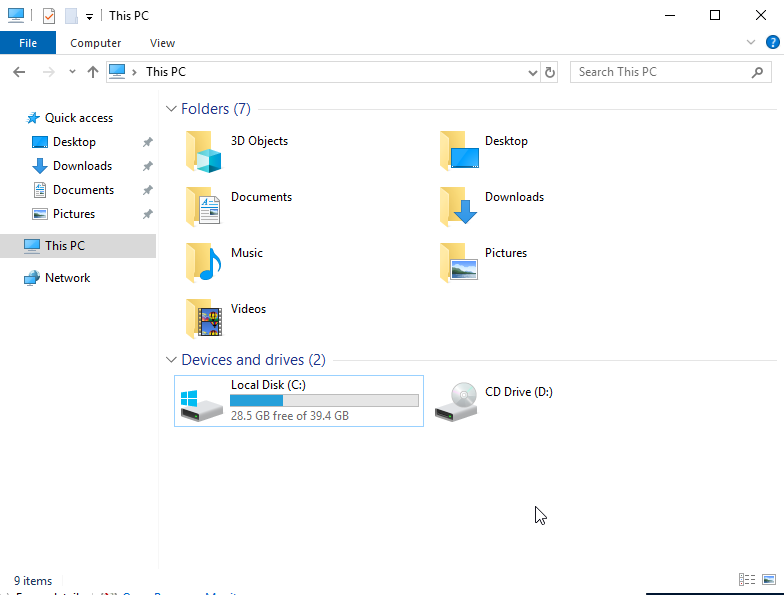 This PC
File Computer View
This PC
Search This PC
Quick access
Desktop
Downloads
Documents
Pictures
This PC
Network
Folders (7)
3D Objects
Desktop
Documents
Downloads
Music
Pictures
Videos
Devices and drives (2)
Local Disk (C:)
28.5 GB free of 39.4 GB
CD Drive (D:)
9 items